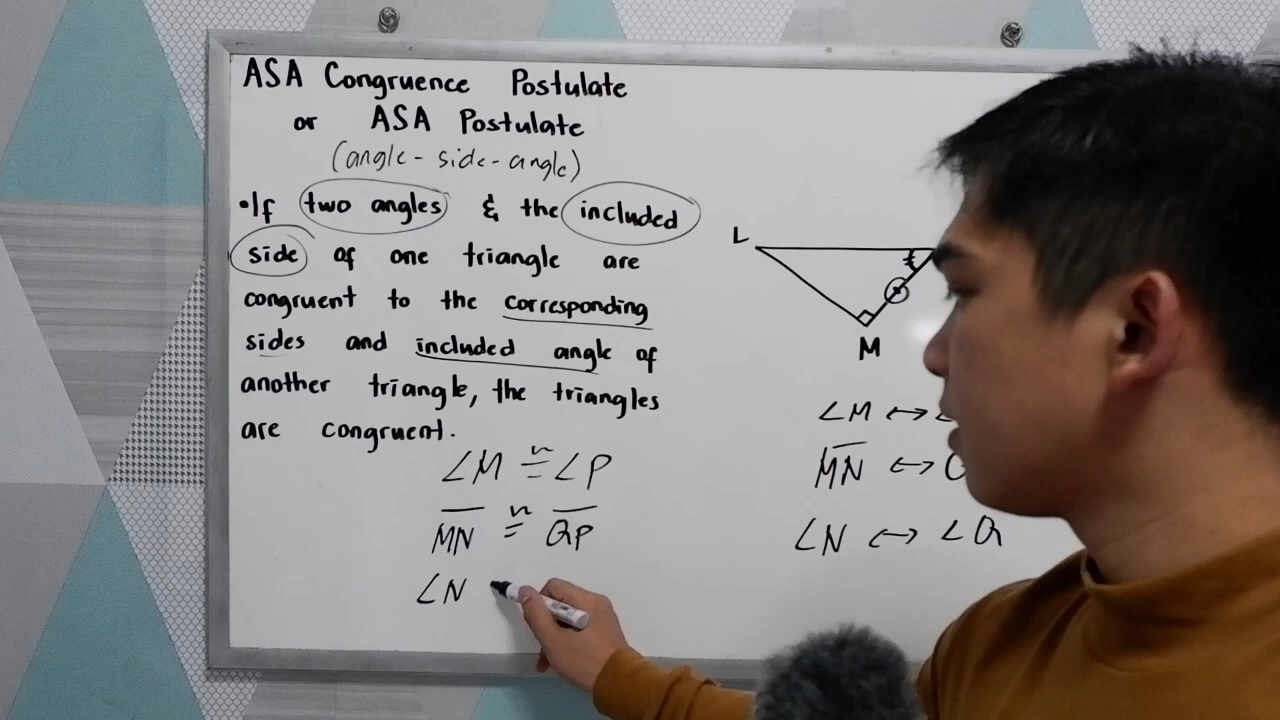 ASA Congruence Postulate
or ASA Postulate
(angle - side - angle)
•If two angles & the included
side of one triangle are
congruent to the corresponding
sides and included angle of
another triangle, the triangles
are congruent.
∠M ≅ ∠P
MN ≅ QP
∠N
L
M
∠M ↔
MN ↔
∠N ↔ ∠Q